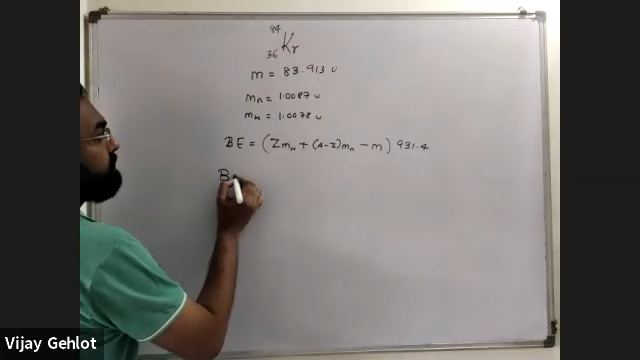 84
36 Kr
m = 83.913 u
mn = 1.0087 u
mH = 1.0078 u
BE = (ZmH + (A-Z)mn - m) 931.4
B
Vijay Gehlot